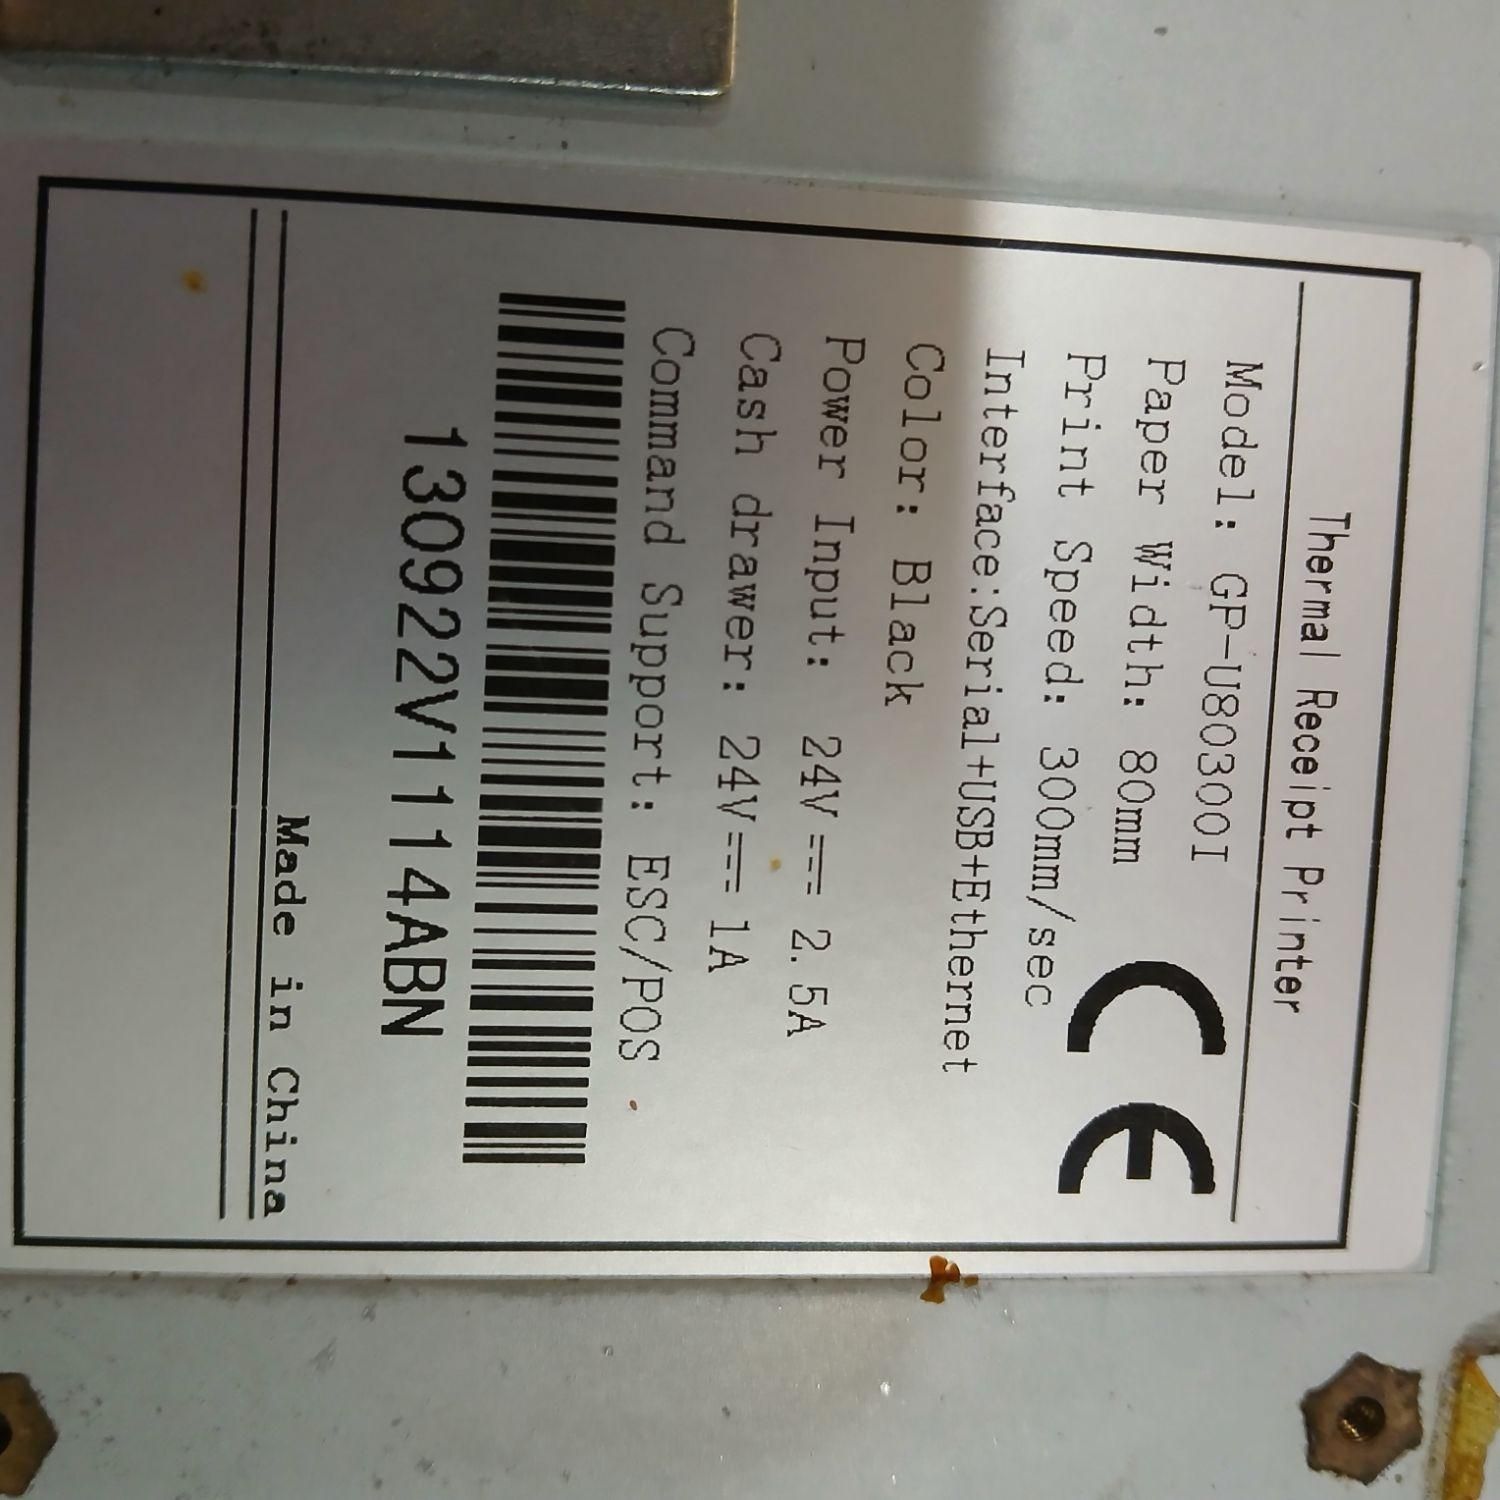 Thermal Receipt Printer
Model: GP-U80300I
Paper Width: 80mm
Print Speed: 300mm/sec
CE
Interface:Serial+USB+Ethernet
Color: Black
Power Input: 24V⎓ 2.5A
Cash drawer: 24V⎓ 1A
Command Support: ESC/POS
130922V1114ABN
Made in China